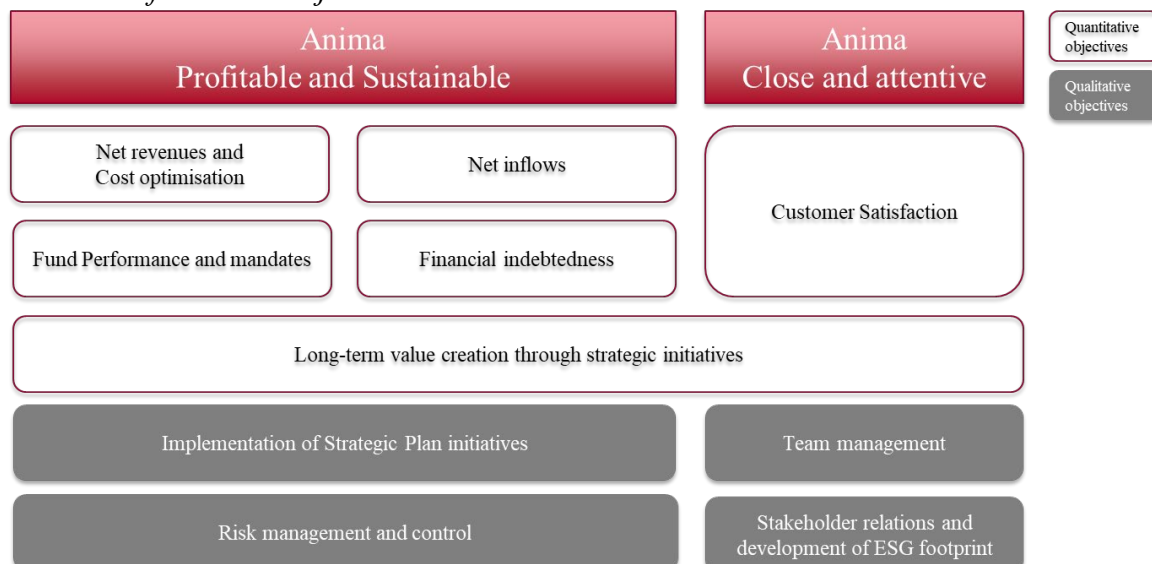 Anima
Profitable and Sustainable
Anima
Close and attentive
Quantitative
objectives
Qualitative
objectives
Net revenues and
Cost optimisation
Net inflows
Customer Satisfaction
Fund Performance and mandates
Financial indebtedness
Long-term value creation through strategic initiatives
Implementation of Strategic Plan initiatives
Team management
Risk management and control
Stakeholder relations and
development of ESG footprint